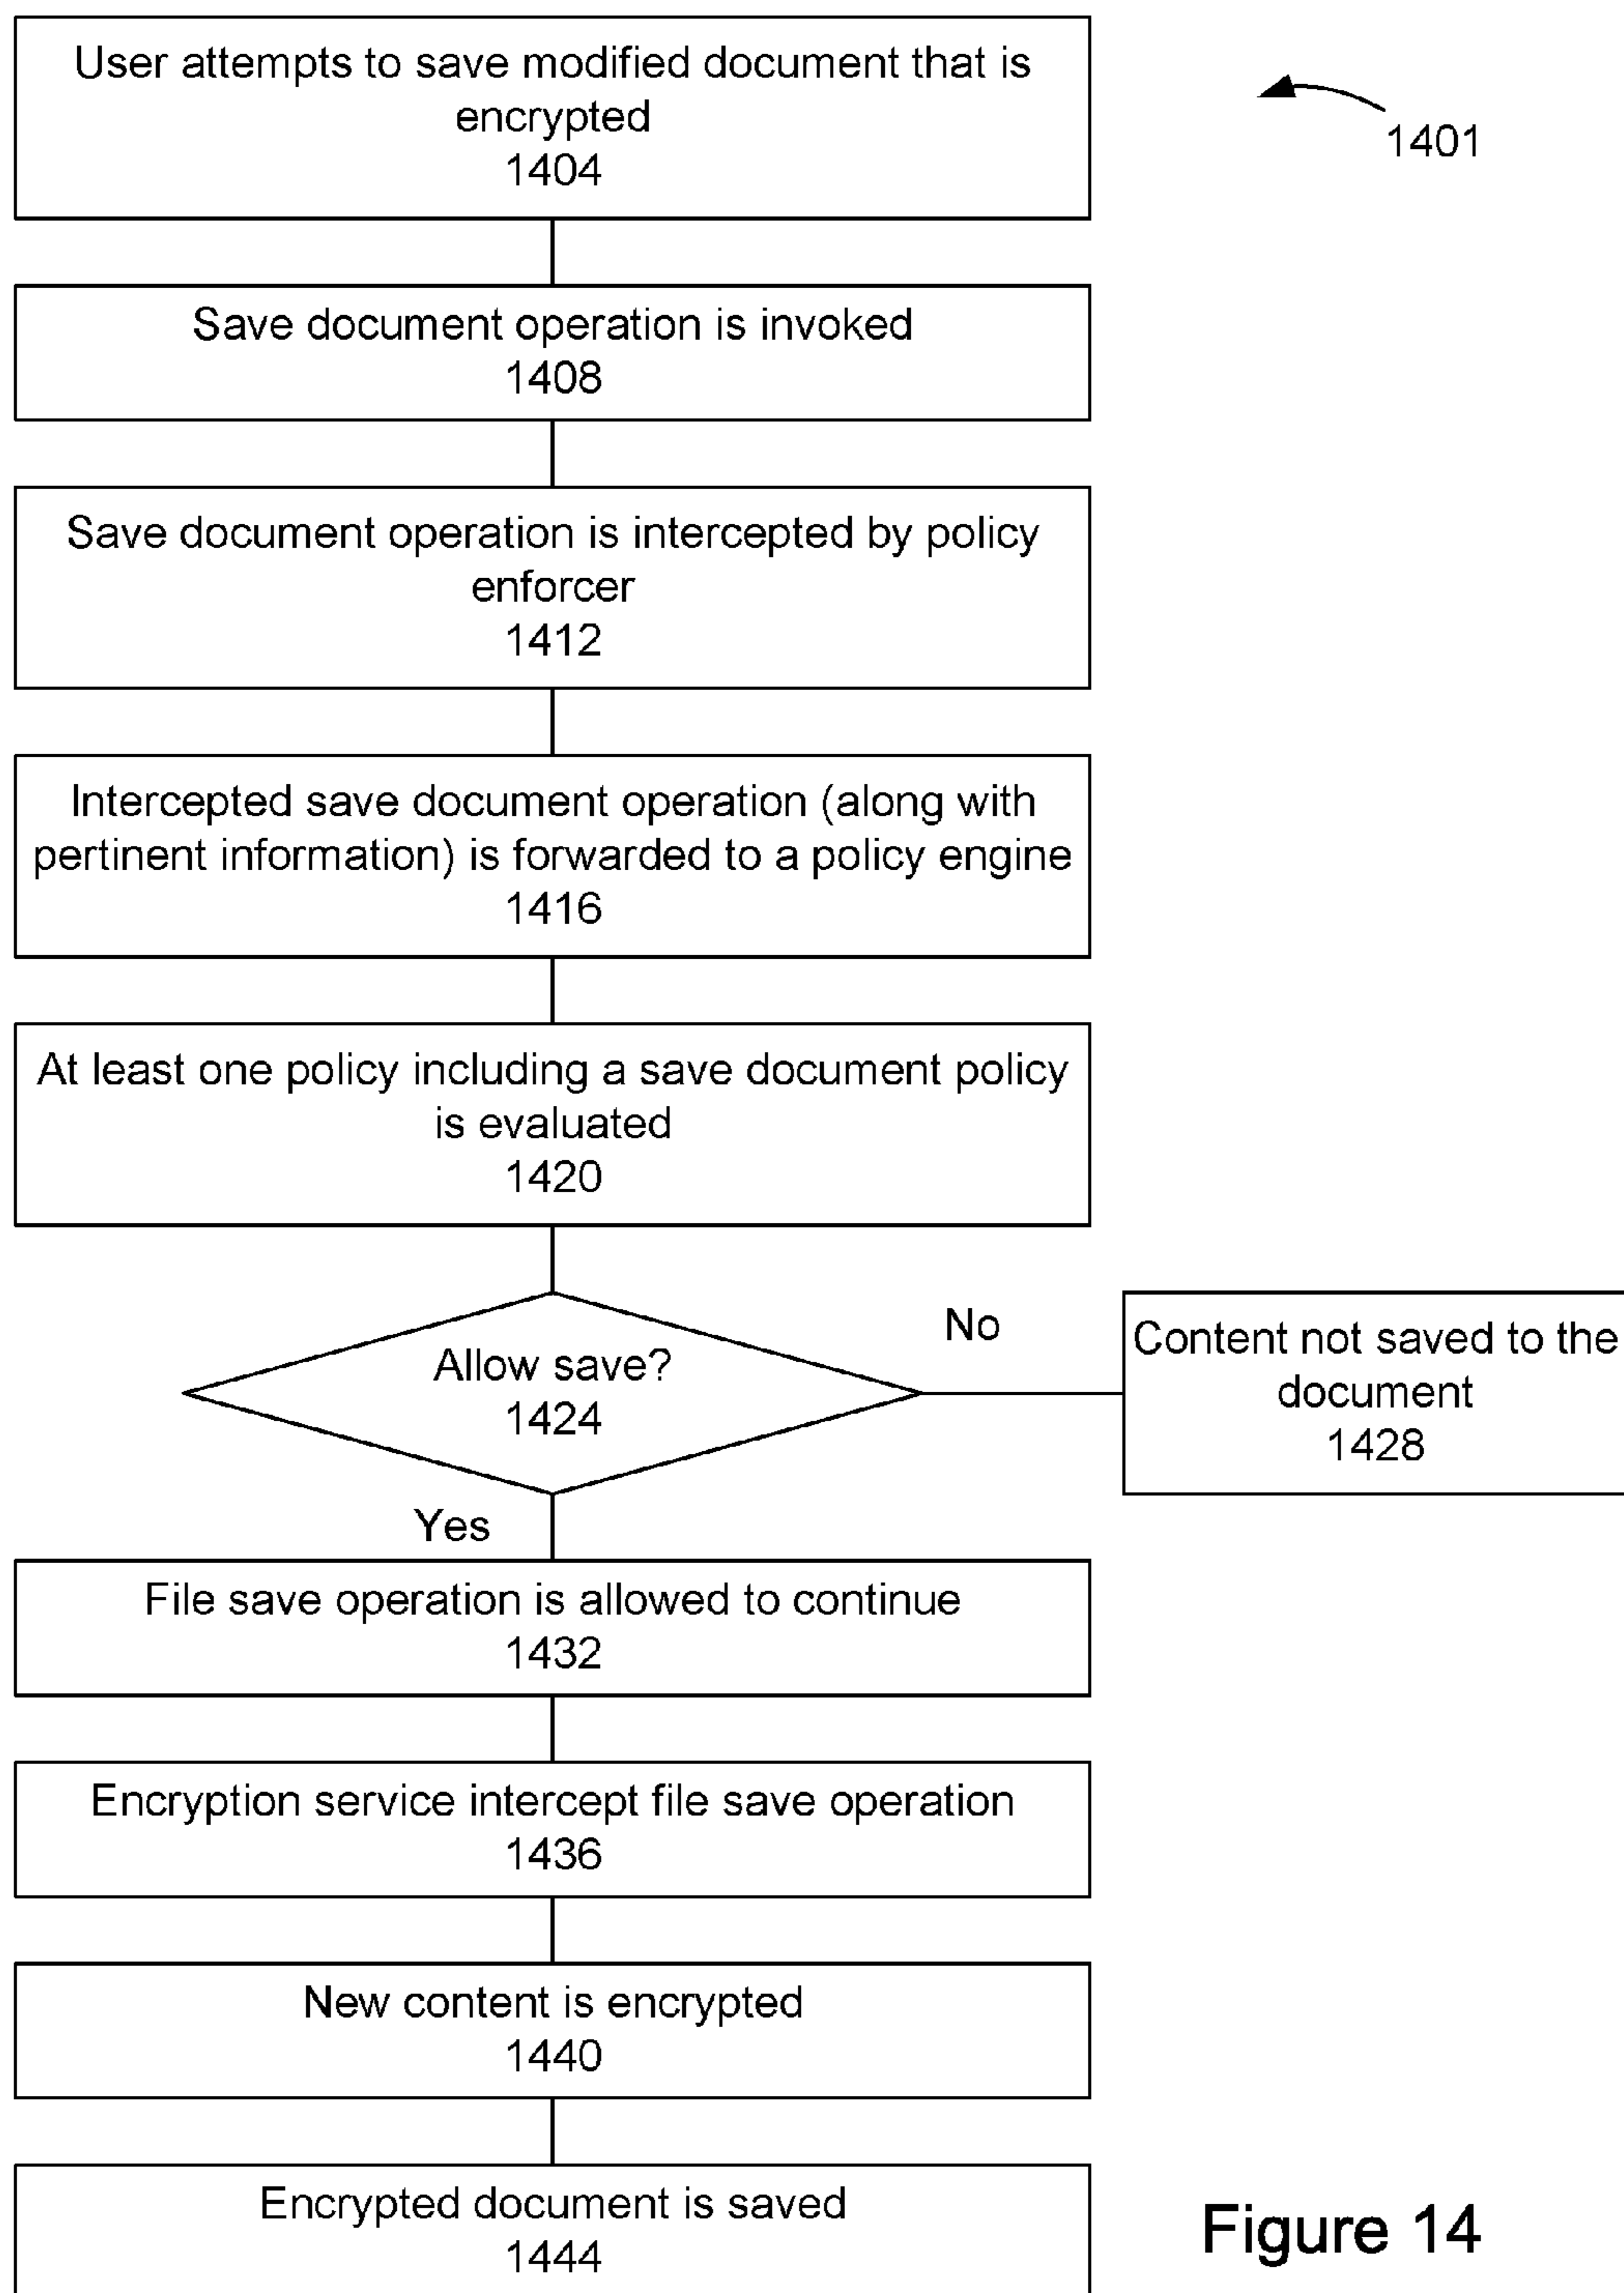 User attempts to save modified document that is
encrypted
1404
1401
Save document operation is invoked
1408
Save document operation is intercepted by policy
enforcer
1412
Intercepted save document operation (along with
pertinent information) is forwarded to a policy engine
1416
At least one policy including a save document policy
is evaluated
1420
Allow save?
1424
No
Content not saved to the
document
1428
Yes
File save operation is allowed to continue
1432
Encryption service intercept file save operation
1436
New content is encrypted
1440
Encrypted document is saved
1444
Figure 14